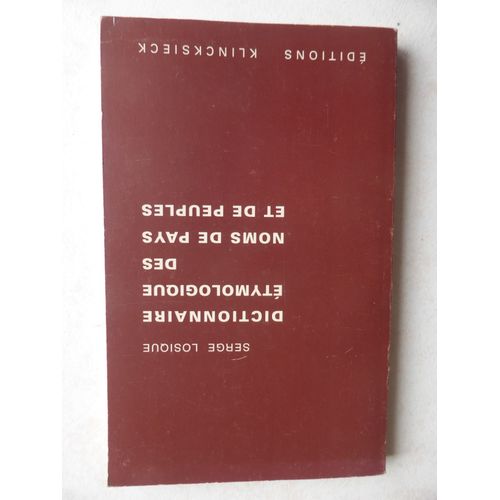 SERGE LOSIQUE
DICTIONNAIRE
ÉTYMOLOGIQUE
DES
NOMS DE PAYS
ET DE PEUPLES
ÉDITIONS KLINCKSIECK